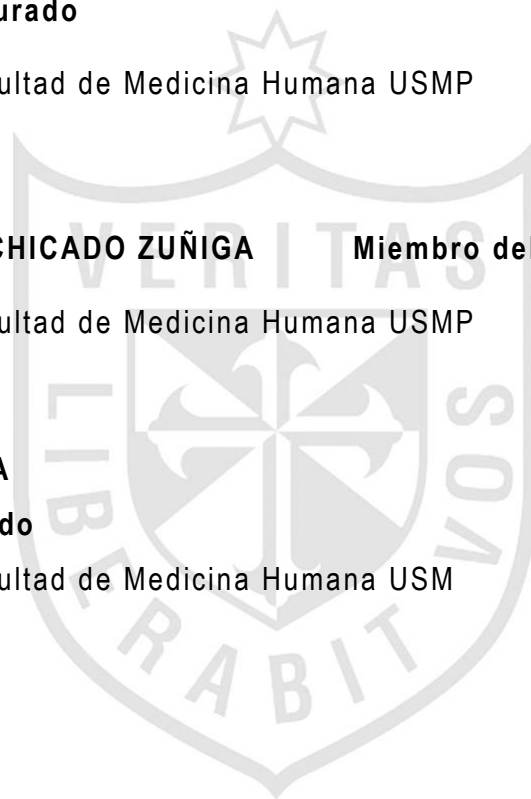 urado
ultad de Medicina Humana USMP
CHICADO ZUÑIGA Miembro del
ultad de Medicina Humana USMP
A
do
ultad de Medicina Humana USM
VERITAS
LIBERABIT
VOS